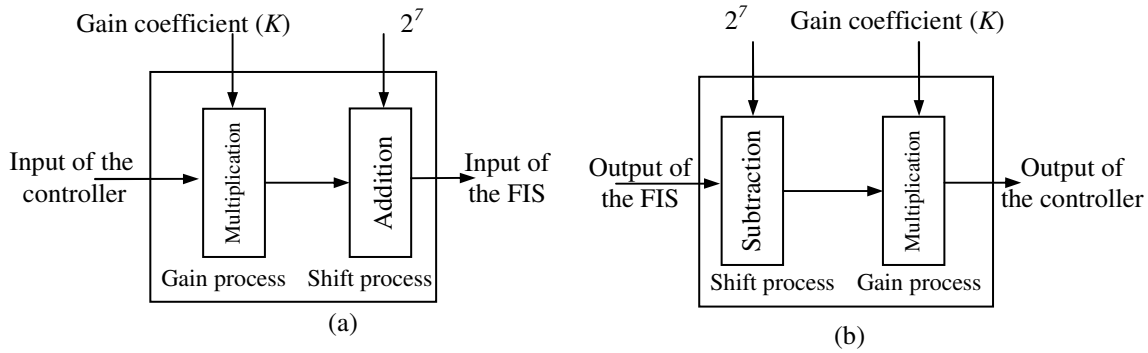 Gain coefficient (K)
2^7
Input of the
controller
Multiplication
Addition
Input of
the FIS
Gain process
Shift process
(a)
2^7
Gain coefficient (K)
Output of
the FIS
Subtraction
Multiplication
Output of
the controller
Shift process
Gain process
(b)